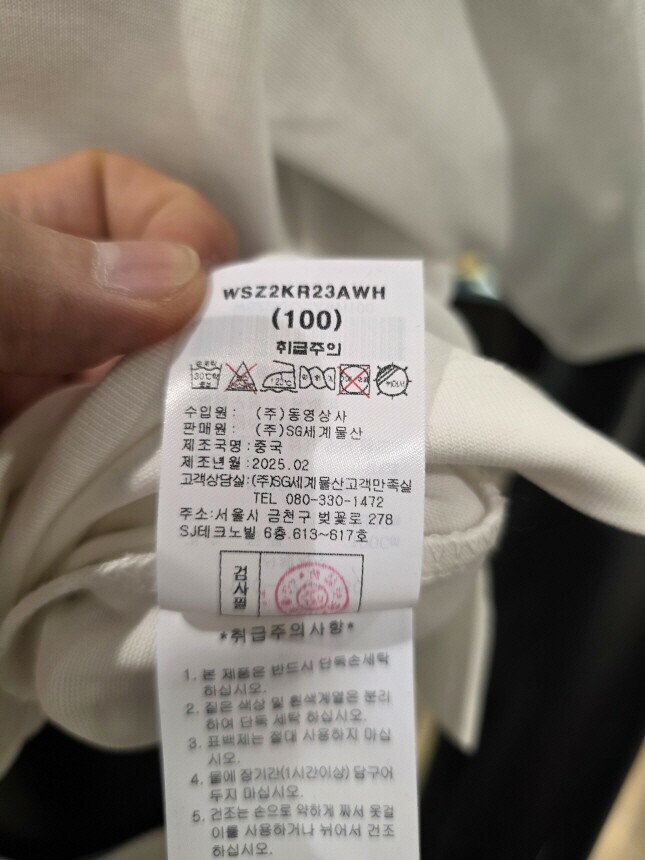 WSZ2KR23AWH
(100)
취급주의
30℃
120℃
수입원 : (주)동영상사
판매원 : (주)SG세계물산
제조국명 : 중국
제조년월 : 2025.02
고객상담실:(주)SG세계물산고객만족실
TEL 080-330-1472
주소:서울시 금천구 벚꽃로 278
SJ테크노빌 6층.613~617호
검사필
*취급주의사항*
1. 본 제품은 반드시 단독손세탁
하십시오.
2. 짙은 색상 및 흰색계열은 분리
하여 단독 세탁 하십시오.
3. 표백제는 절대 사용하지 마십
시오.
4. 물에 장기간(1시간이상) 담구어
두지 마십시오.
5. 건조는 손으로 약하게 짜서 옷걸
이를 사용하거나 뉘어서 건조
하십시오.